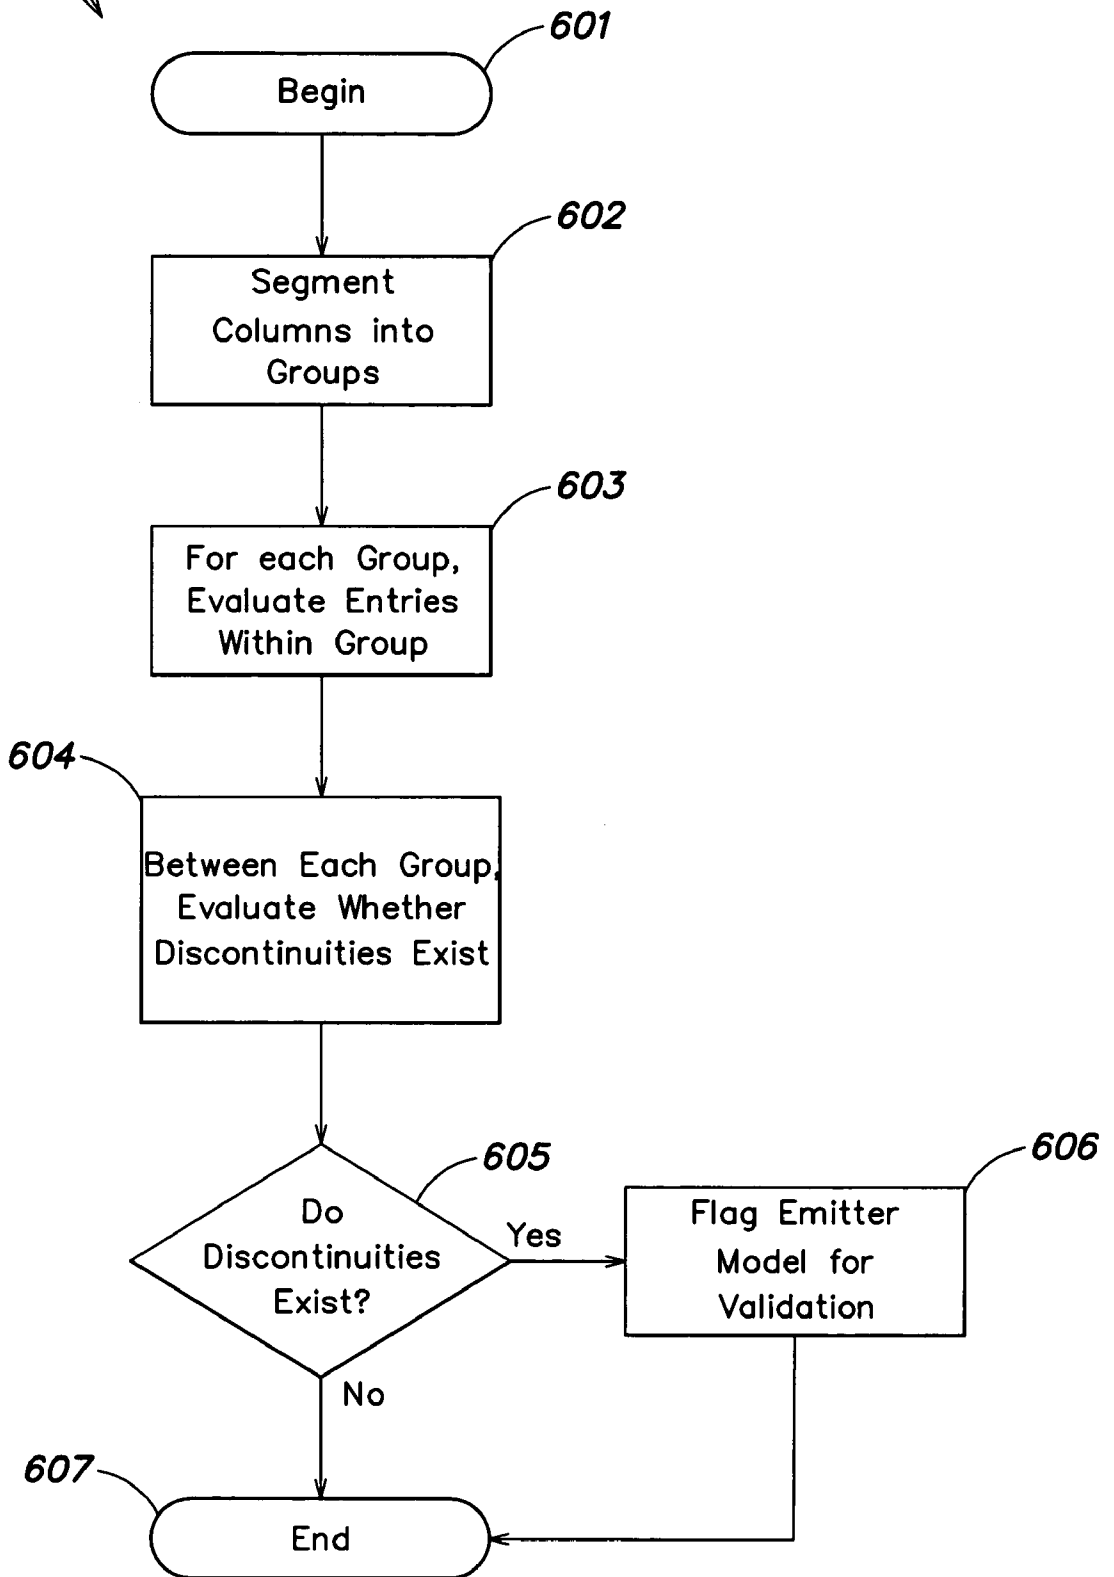 601
Begin
602
Segment
Columns into
Groups
603
For each Group,
Evaluate Entries
Within Group
604
Between Each Group,
Evaluate Whether
Discontinuities Exist
605
Do
Discontinuities
Exist?
Yes
606
Flag Emitter
Model for
Validation
No
607
End